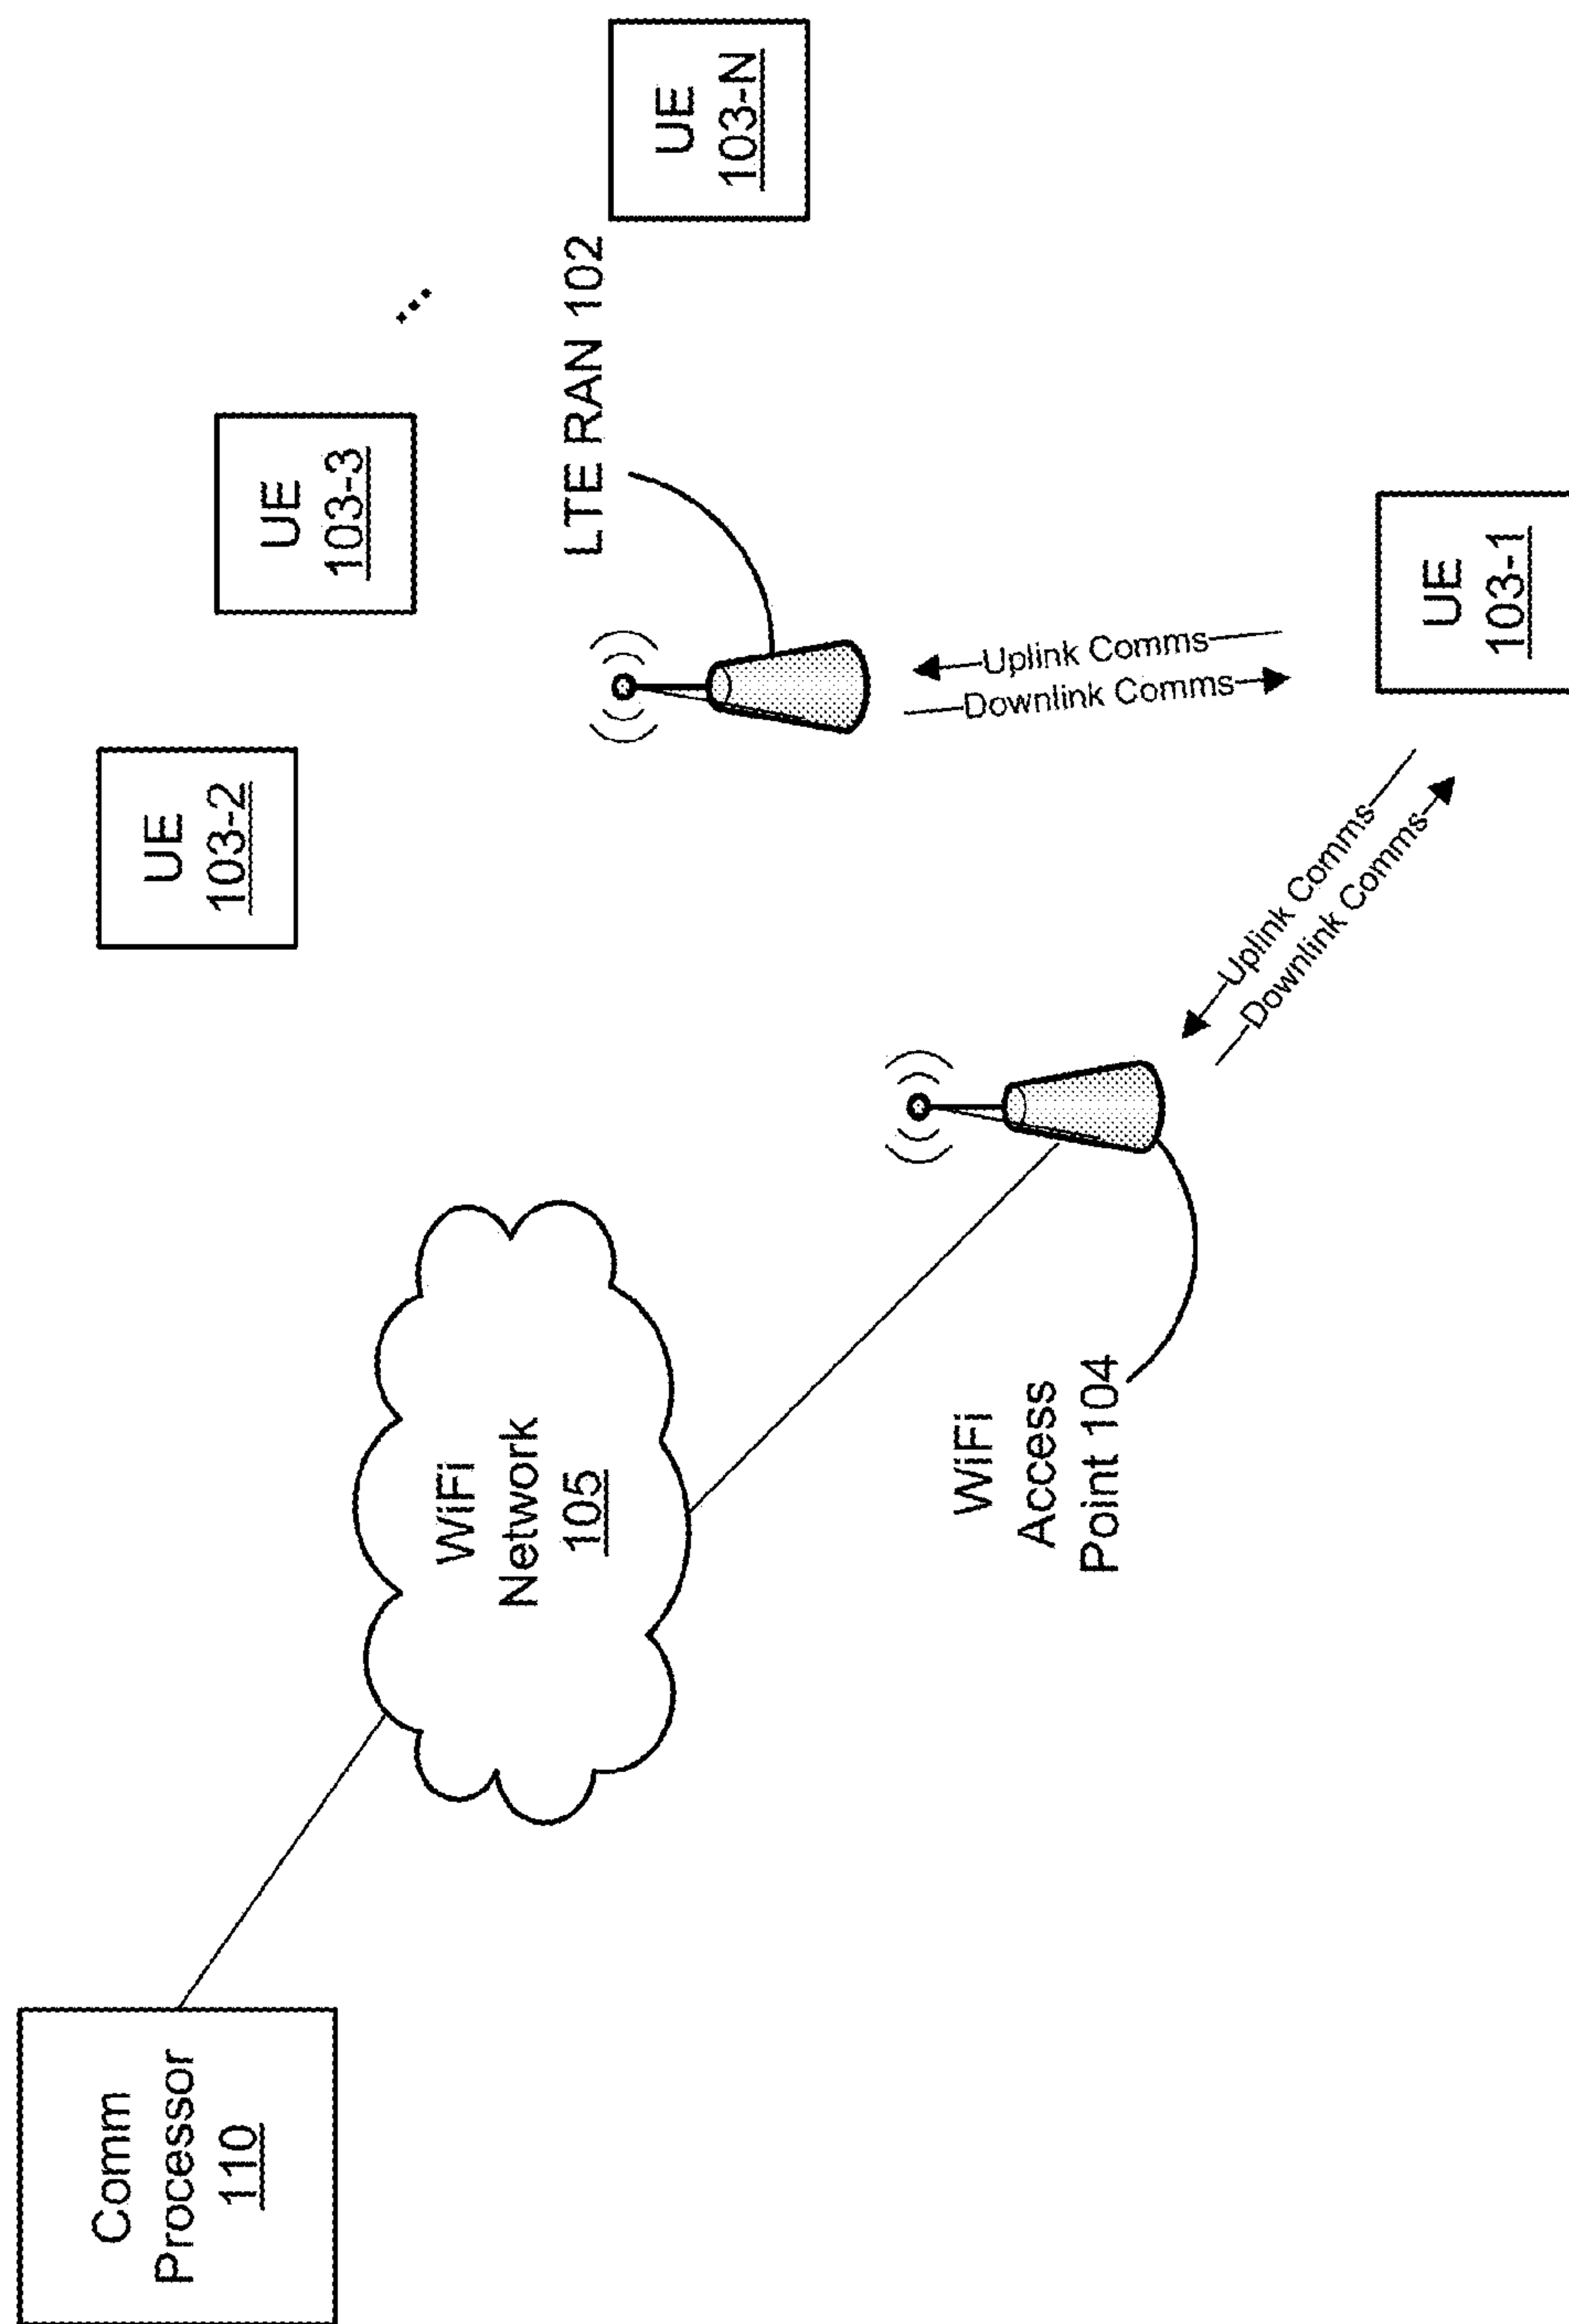 Comm
Processor
110
WiFi
Network
105
UE
103-2
UE
103-3
...
LTE RAN 102
UE
103-N
WiFi
Access
Point 104
Uplink Comms
Downlink Comms
Uplink Comms
Downlink Comms
UE
103-1